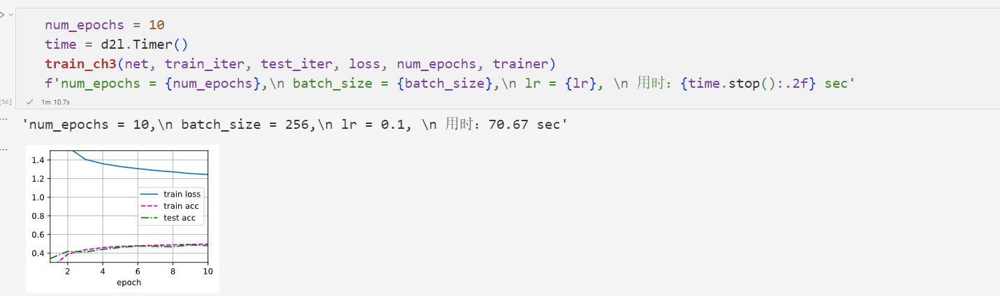 num_epochs = 10
time = d2l.Timer()
train_ch3(net, train_iter, test_iter, loss, num_epochs, trainer)
f'num_epochs = {num_epochs},\n batch_size = {batch_size},\n lr = {lr}, \n 用时：{time.stop():.2f} sec'
[56]
1m 10.7s
...
'num_epochs = 10,\n batch_size = 256,\n lr = 0.1, \n 用时：70.67 sec'
...
1.4
1.2
1.0
0.8
0.6
0.4
train loss
train acc
test acc
2 4 6 8 10
epoch